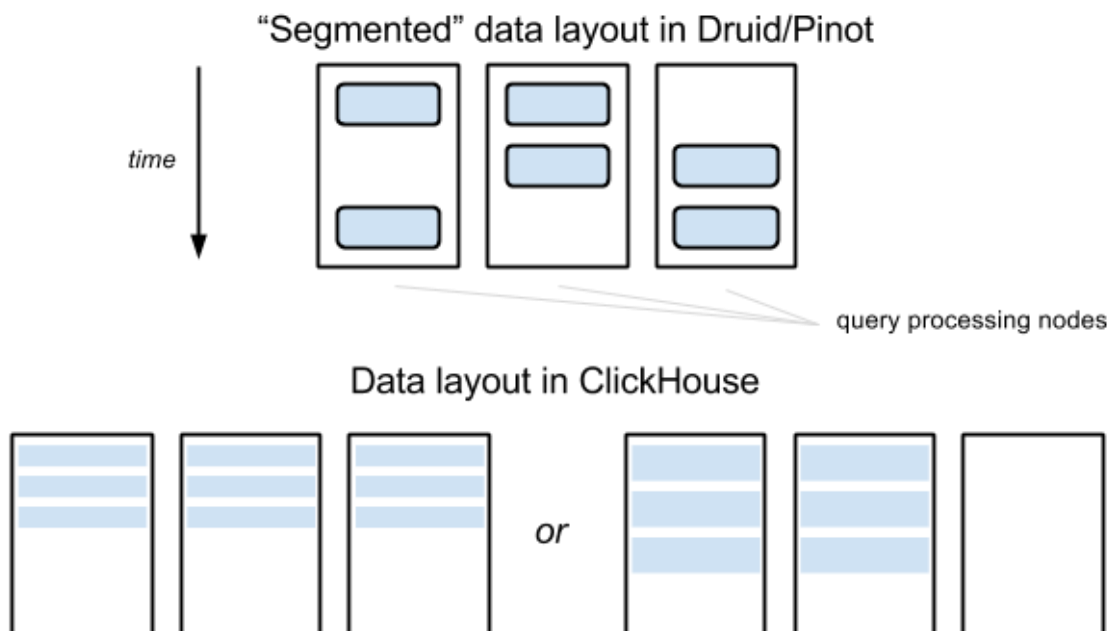 “Segmented” data layout in Druid/Pinot
time
query processing nodes
Data layout in ClickHouse
or